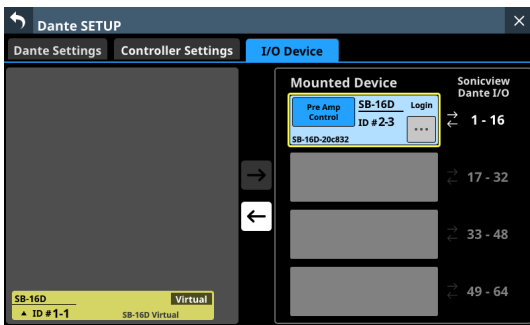 Dante SETUP
Dante Settings
Controller Settings
I/O Device
Mounted Device
Sonicview
Dante I/O
Pre Amp
Control
SB-16D
Login
ID #2-3
...
SB-16D-20c832
1 - 16
17 - 32
33 - 48
49 - 64
SB-16D
Virtual
ID #1-1
SB-16D Virtual